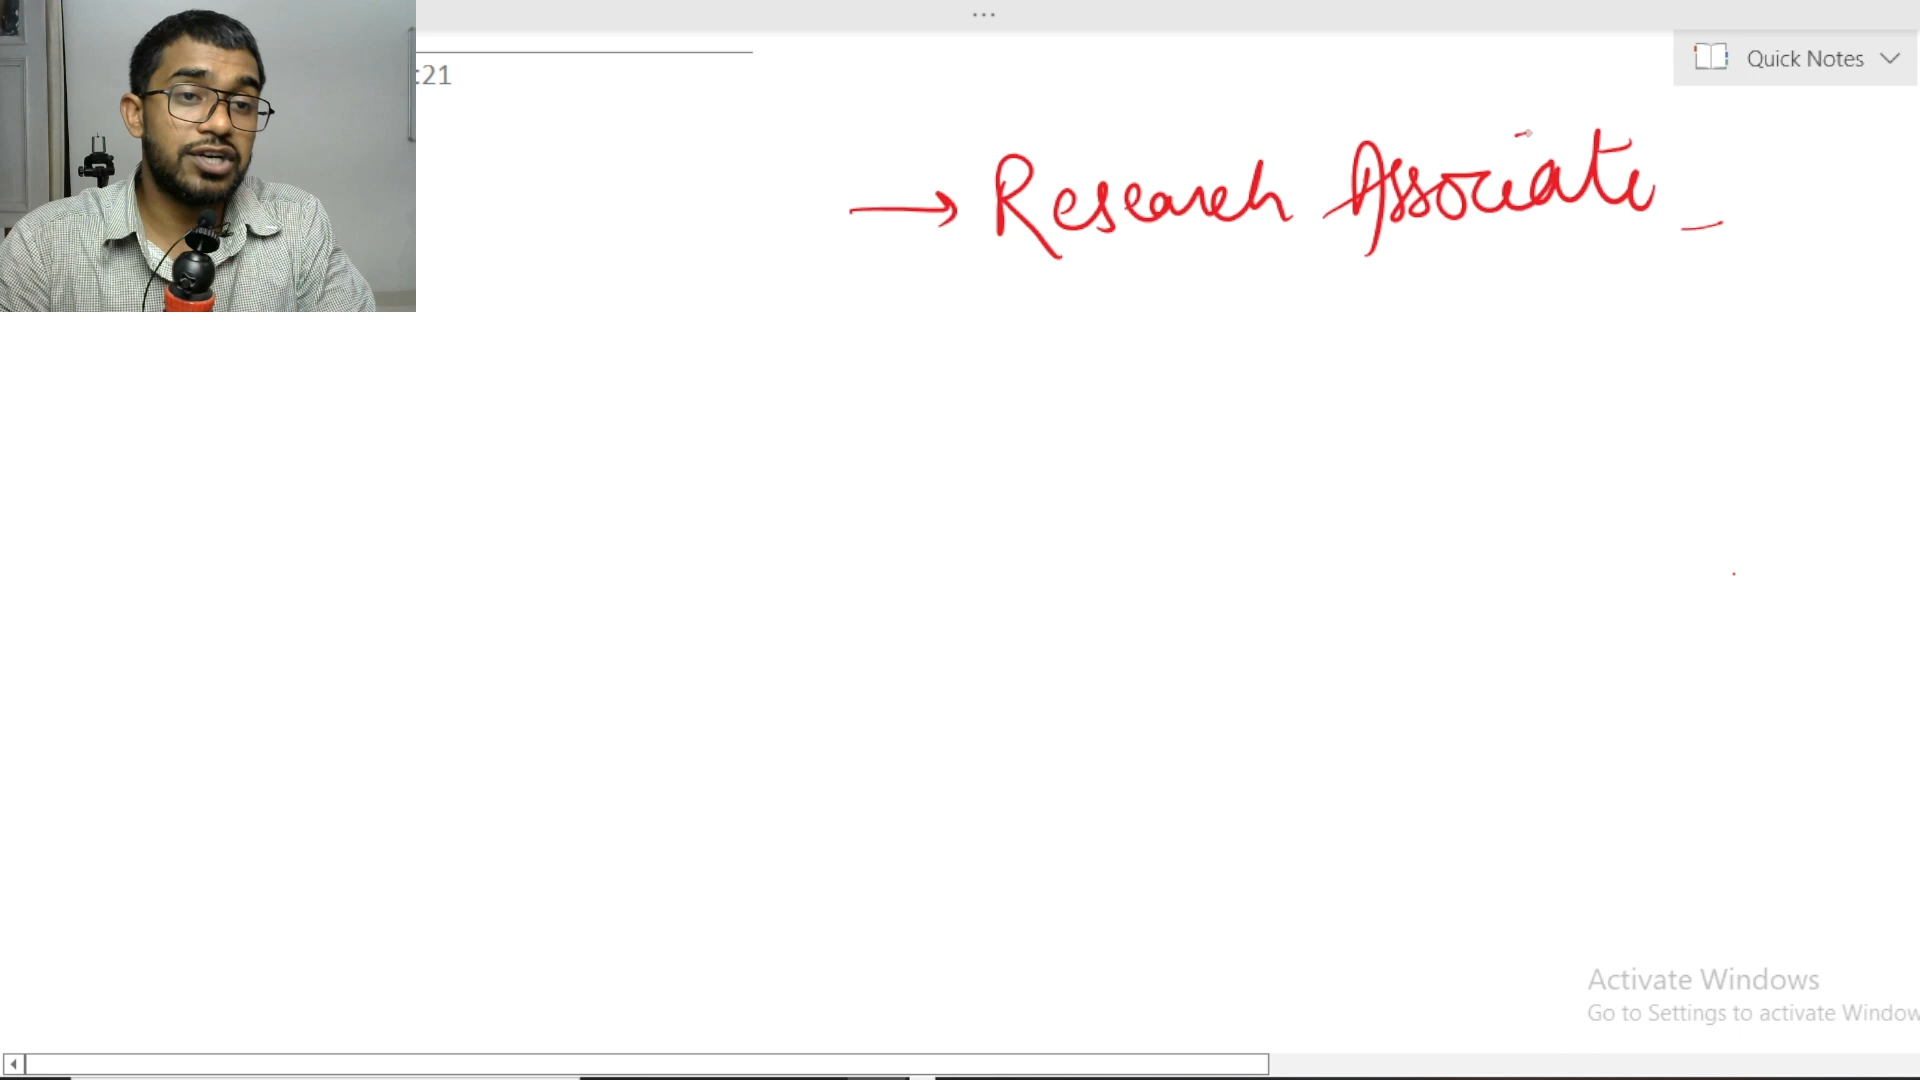 ...
:21
Quick Notes
→ Research Associate –
Activate Windows
Go to Settings to activate Window